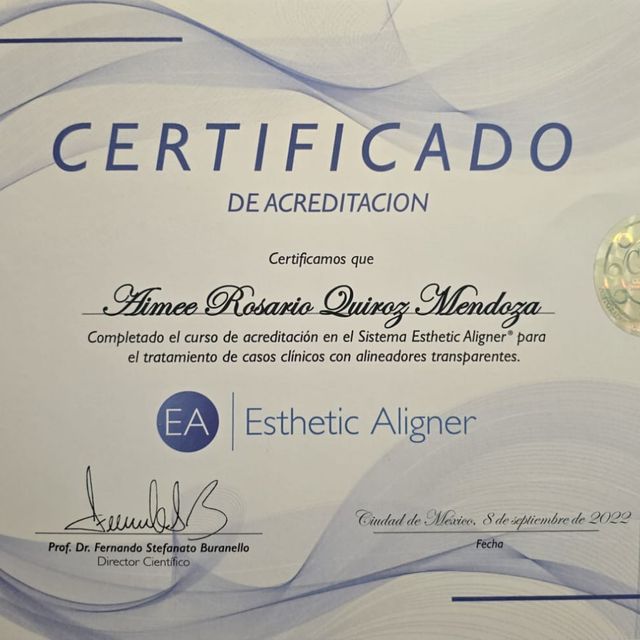 CERTIFICADO
DE ACREDITACION
Certificamos que
Aimee Rosario Quiroz Mendoza
Completado el curso de acreditación en el Sistema Esthetic Aligner® para
el tratamiento de casos clínicos con alineadores transparentes.
EA Esthetic Aligner
Ciudad de México, 8 de septiembre de 2022
Fecha
Prof. Dr. Fernando Stefanato Buranello
Director Científico